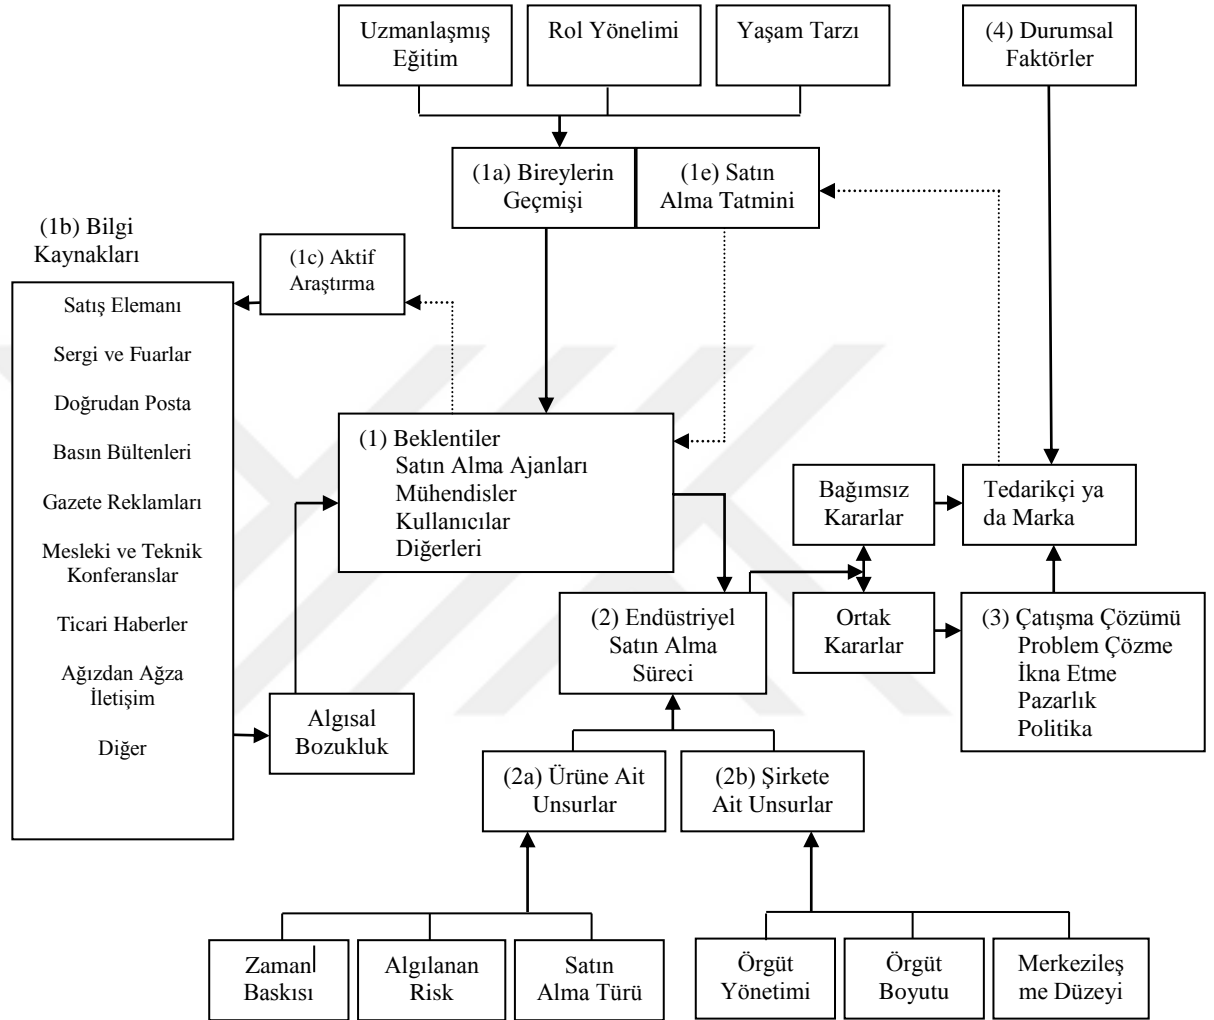 Uzmanlaşmış
Eğitim
Rol Yönelimi
Yaşam Tarzı
(4) Durumsal
Faktörler
(1a) Bireylerin
Geçmişi
(1e) Satın
Alma Tatmini
(1b) Bilgi
Kaynakları
(1c) Aktif
Araştırma
Satış Elemanı
Sergi ve Fuarlar
Doğrudan Posta
Basın Bültenleri
Gazete Reklamları
Mesleki ve Teknik
Konferanslar
Ticari Haberler
Ağızdan Ağza
İletişim
Diğer
(1) Beklentiler
Satın Alma Ajanları
Mühendisler
Kullanıcılar
Diğerleri
Bağımsız
Kararlar
Tedarikçi ya
da Marka
(2) Endüstriyel
Satın Alma
Süreci
Ortak
Kararlar
(3) Çatışma Çözümü
Problem Çözme
İkna Etme
Pazarlık
Politika
Algısal
Bozukluk
(2a) Ürüne Ait
Unsurlar
(2b) Şirkete
Ait Unsurlar
Zaman
Baskısı
Algılanan
Risk
Satın
Alma Türü
Örgüt
Yönetimi
Örgüt
Boyutu
Merkezileş
me Düzeyi